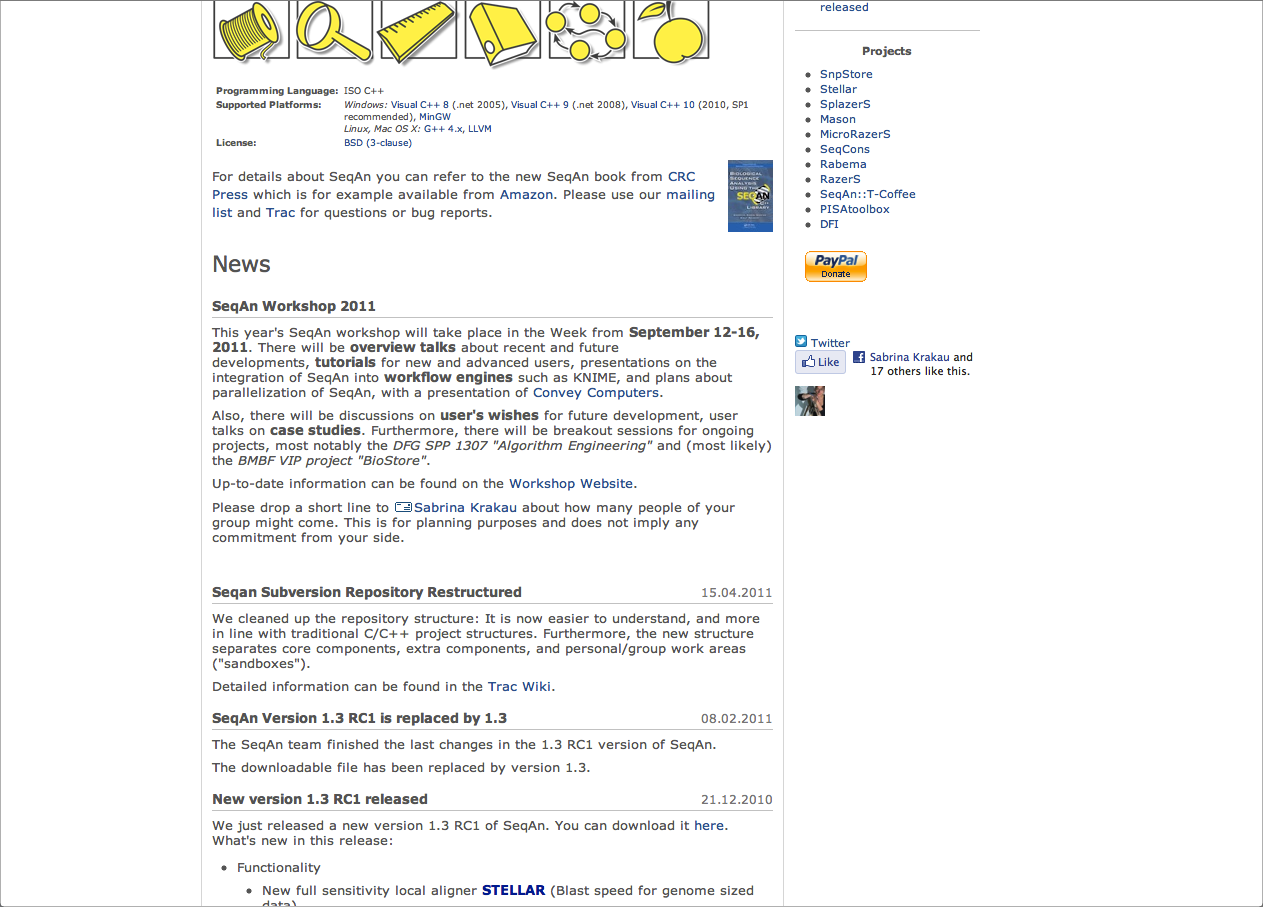 Programming Language: ISO C++
Supported Platforms: Windows: Visual C++ 8 (.net 2005), Visual C++ 9 (.net 2008), Visual C++ 10 (2010, SP1
recommended), MinGW
Linux, Mac OS X: G++ 4.x, LLVM
License: BSD (3-clause)
For details about SeqAn you can refer to the new SeqAn book from CRC
Press which is for example available from Amazon. Please use our mailing
list and Trac for questions or bug reports.
BIOLOGICAL
SEQUENCE
ANALYSIS
USING THE
SEQAN
LIBRARY
News
SeqAn Workshop 2011
This year's SeqAn workshop will take place in the Week from September 12-16,
2011. There will be overview talks about recent and future
developments, tutorials for new and advanced users, presentations on the
integration of SeqAn into workflow engines such as KNIME, and plans about
parallelization of SeqAn, with a presentation of Convey Computers.
Also, there will be discussions on user's wishes for future development, user
talks on case studies. Furthermore, there will be breakout sessions for ongoing
projects, most notably the DFG SPP 1307 "Algorithm Engineering" and (most likely)
the BMBF VIP project "BioStore".
Up-to-date information can be found on the Workshop Website.
Please drop a short line to Sabrina Krakau about how many people of your
group might come. This is for planning purposes and does not imply any
commitment from your side.
Seqan Subversion Repository Restructured 15.04.2011
We cleaned up the repository structure: It is now easier to understand, and more
in line with traditional C/C++ project structures. Furthermore, the new structure
separates core components, extra components, and personal/group work areas
("sandboxes").
Detailed information can be found in the Trac Wiki.
SeqAn Version 1.3 RC1 is replaced by 1.3 08.02.2011
The SeqAn team finished the last changes in the 1.3 RC1 version of SeqAn.
The downloadable file has been replaced by version 1.3.
New version 1.3 RC1 released 21.12.2010
We just released a new version 1.3 RC1 of SeqAn. You can download it here.
What's new in this release:
Functionality
New full sensitivity local aligner STELLAR (Blast speed for genome sized
data)
released
Projects
SnpStore
Stellar
SplazerS
Mason
MicroRazerS
SeqCons
Rabema
RazerS
SeqAn::T-Coffee
PISAtoolbox
DFI
PayPal
Donate
Twitter
Like
Sabrina Krakau and
17 others like this.